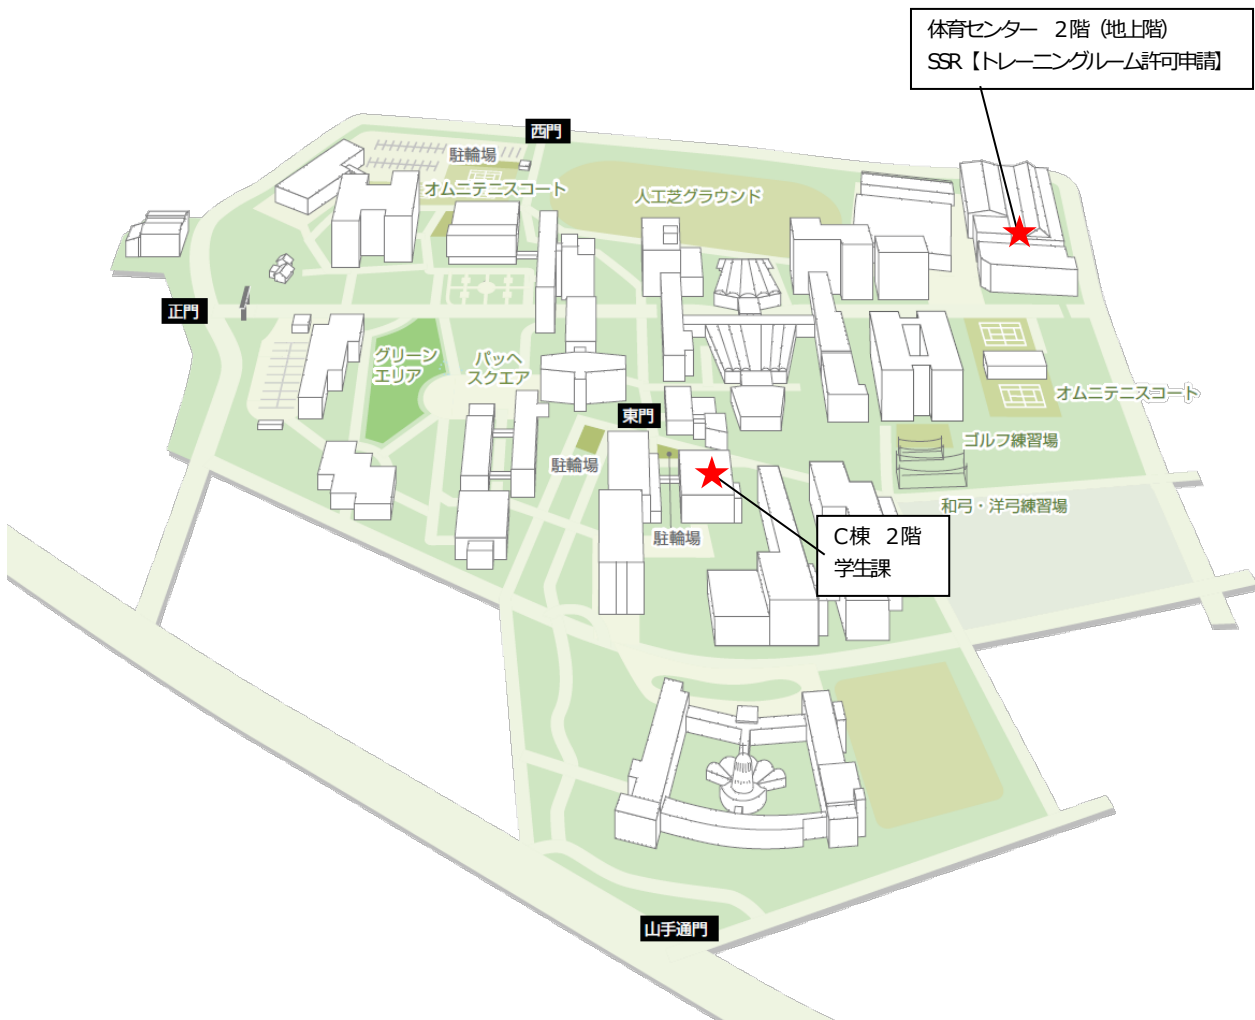 体育センター　2階（地上階）
SSR【トレーニングルーム許可申請】
西門
駐輪場
オムニテニスコート
人工芝グラウンド
正門
グリーン
エリア
パッヘ
スクエア
東門
オムニテニスコート
ゴルフ練習場
駐輪場
和弓・洋弓練習場
駐輪場
C棟　2階
学生課
山手通門